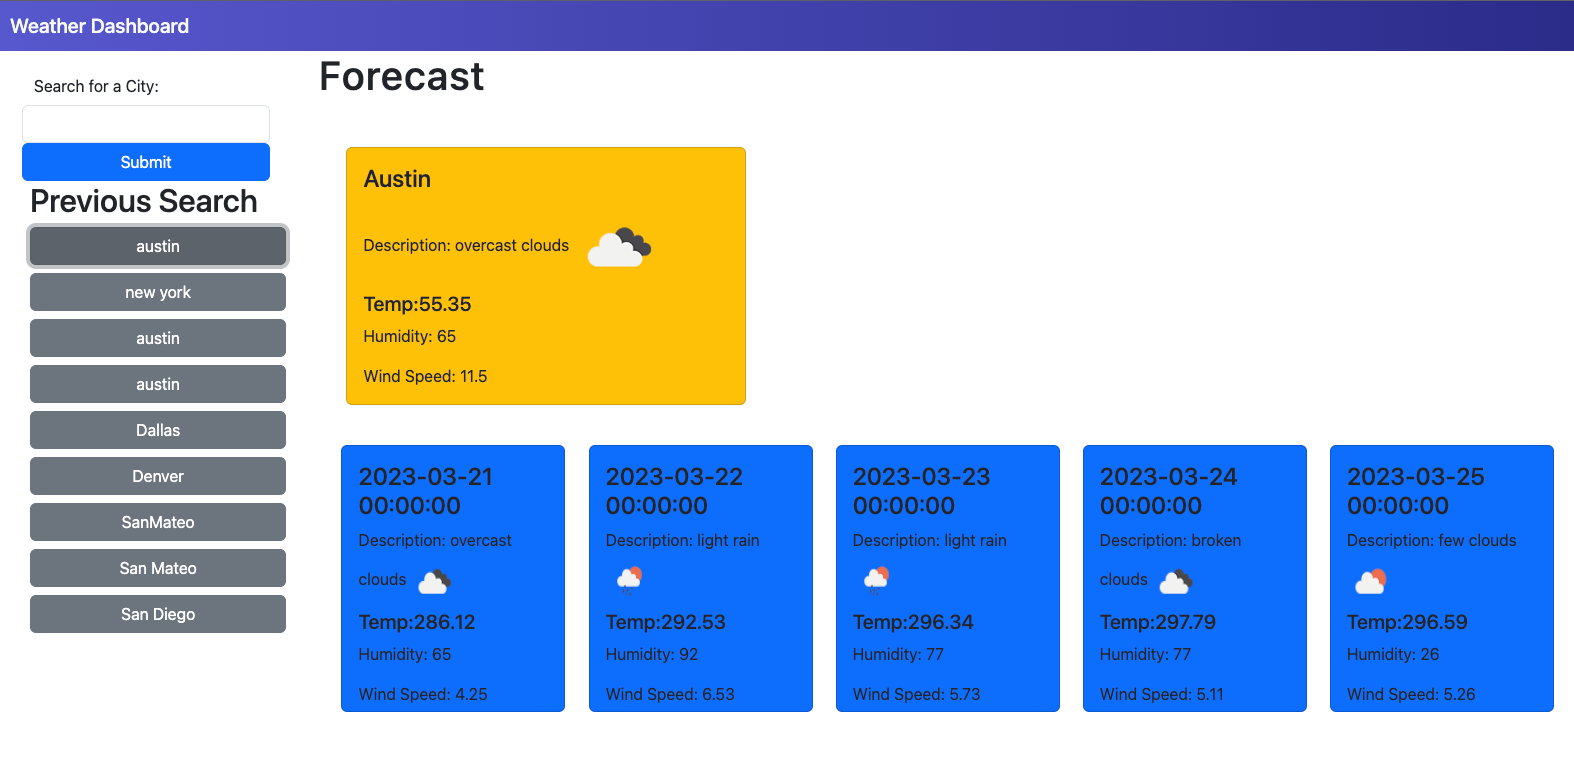 Weather Dashboard
Search for a City:
Submit
Previous Search
austin
new york
austin
austin
Dallas
Denver
SanMateo
San Mateo
San Diego
Forecast
Austin
Description: overcast clouds
Temp:55.35
Humidity: 65
Wind Speed: 11.5
2023-03-21
00:00:00
Description: overcast
clouds
Temp:286.12
Humidity: 65
Wind Speed: 4.25
2023-03-22
00:00:00
Description: light rain
Temp:292.53
Humidity: 92
Wind Speed: 6.53
2023-03-23
00:00:00
Description: light rain
Temp:296.34
Humidity: 77
Wind Speed: 5.73
2023-03-24
00:00:00
Description: broken
clouds
Temp:297.79
Humidity: 77
Wind Speed: 5.11
2023-03-25
00:00:00
Description: few clouds
Temp:296.59
Humidity: 26
Wind Speed: 5.26